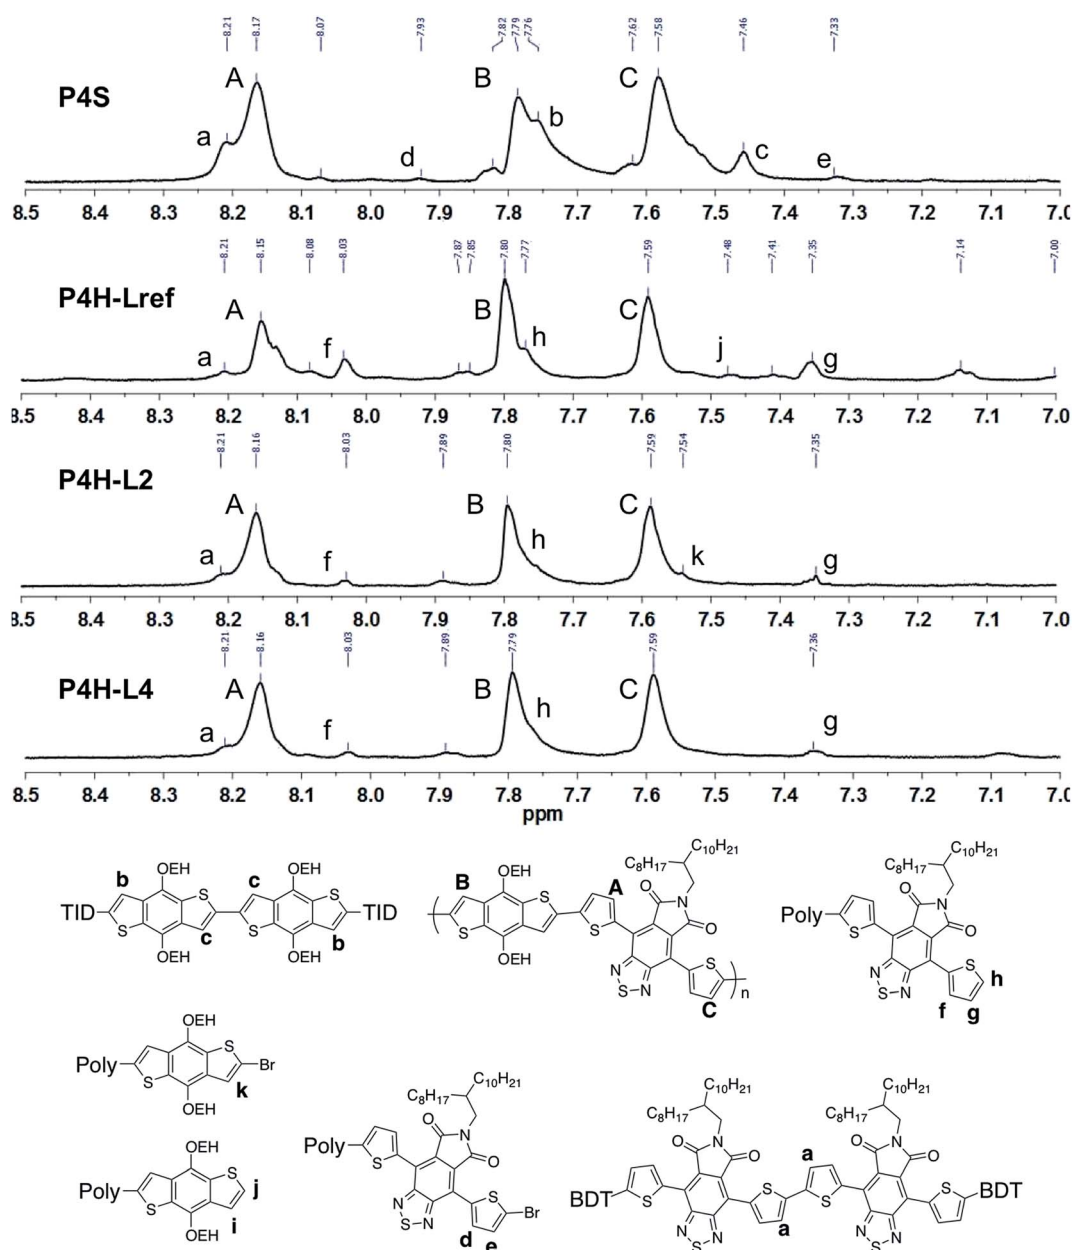 8.21 8.17 8.07 7.93 7.82 7.79 7.76 7.62 7.58 7.46 7.33
P4S a A d B b C c e
8.5 8.4 8.3 8.2 8.1 8.0 7.9 7.8 7.7 7.6 7.5 7.4 7.3 7.2 7.1 7.0
8.21 8.15 8.08 8.03 7.87 7.85 7.80 7.77 7.59 7.48 7.41 7.35 7.14 7.00
P4H-Lref a A f B h C j g
8.5 8.4 8.3 8.2 8.1 8.0 7.9 7.8 7.7 7.6 7.5 7.4 7.3 7.2 7.1 7.0
8.21 8.16 8.03 7.89 7.80 7.59 7.54 7.35
P4H-L2 a A f B h C k g
8.5 8.4 8.3 8.2 8.1 8.0 7.9 7.8 7.7 7.6 7.5 7.4 7.3 7.2 7.1 7.0
8.21 8.16 8.03 7.89 7.79 7.59 7.36
P4H-L4 a A f B h C g
8.5 8.4 8.3 8.2 8.1 8.0 7.9 7.8 7.7 7.6 7.5 7.4 7.3 7.2 7.1 7.0
ppm
OEH OEH
b S c S
TID TID
S c S b
OEH OEH
C8H17 C10H21
OEH
B S S A O N O
S
OEH N S N S n
C
C8H17 C10H21
Poly S O N O
N S N S h
f g
OEH
S
Poly Br
S k
OEH
OEH
S
Poly j
S i
OEH
C8H17 C10H21
Poly S O N O
N S N S Br
d e
C10H21 C10H21
C8H17 C8H17
O N O a O N O
BDT S S S S BDT
N S N a N S N